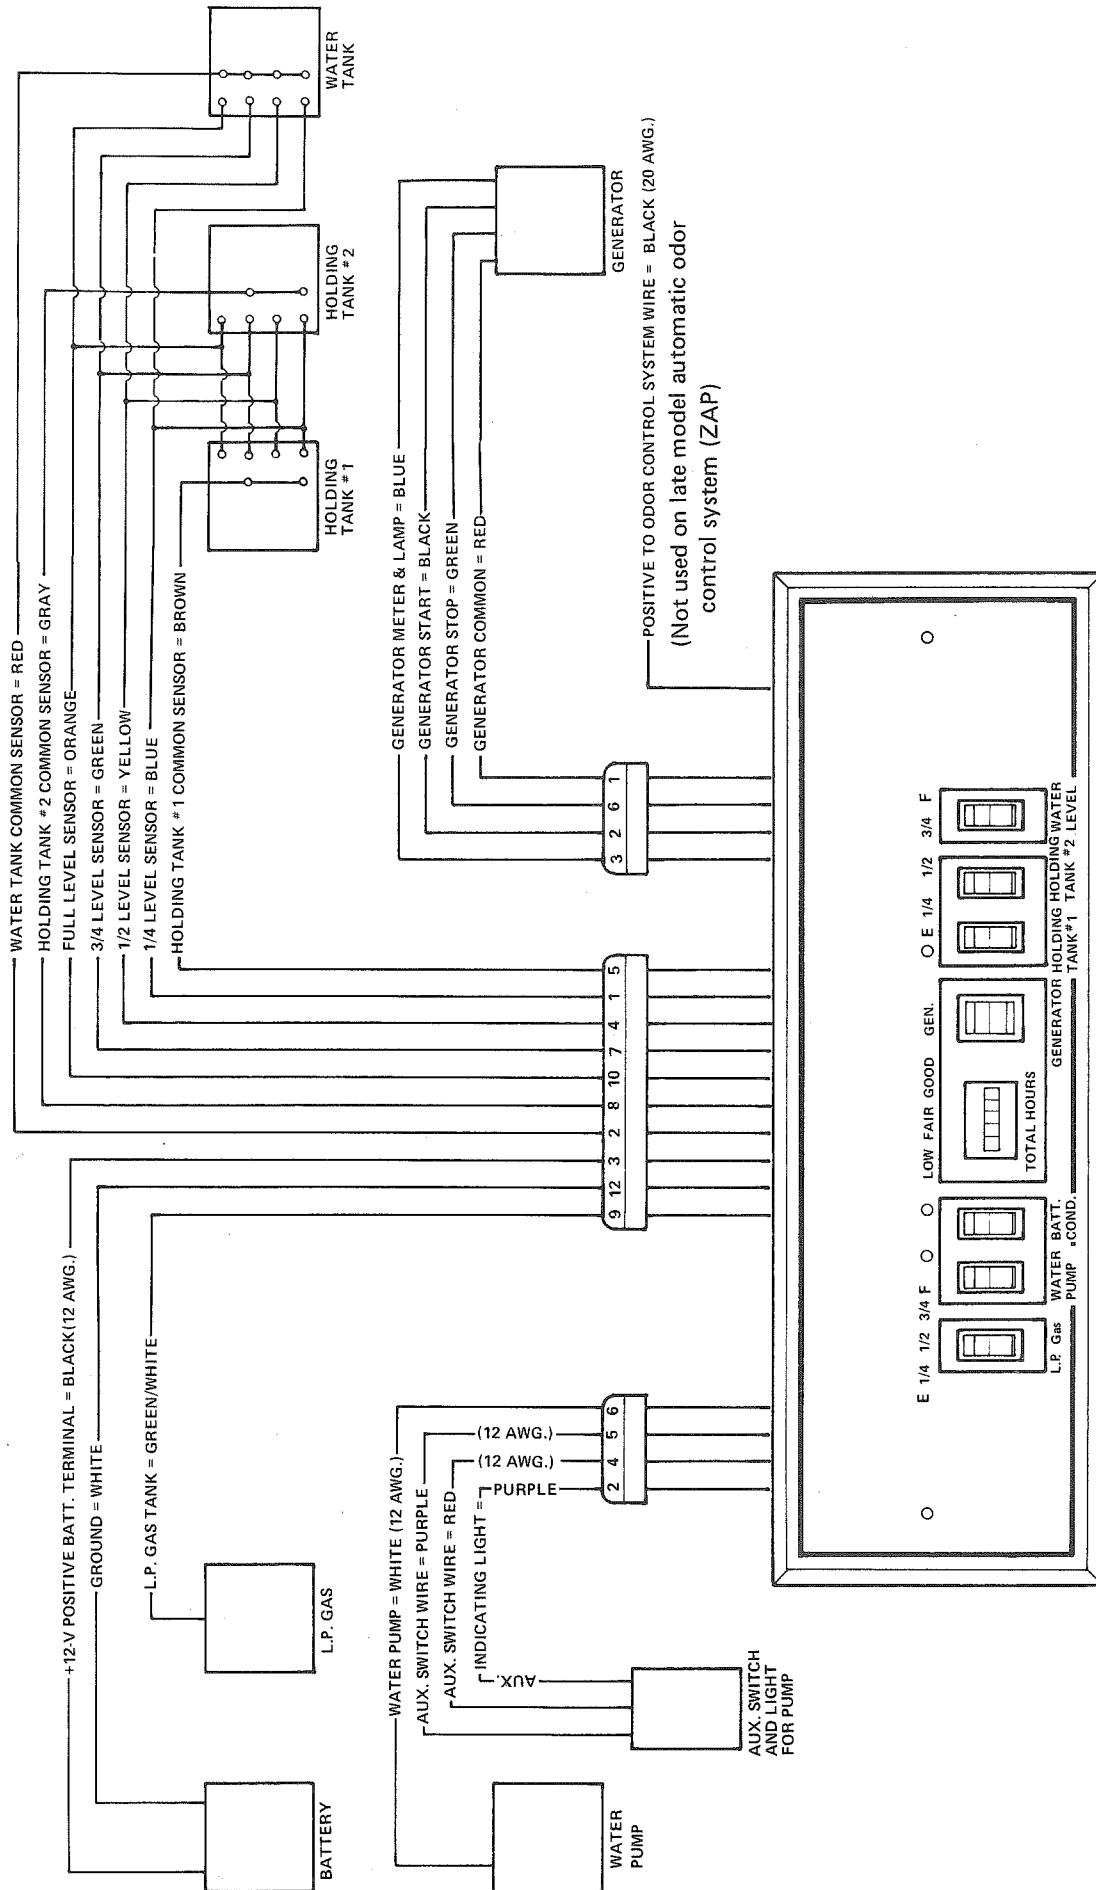 +12-V POSITIVE BATT. TERMINAL = BLACK (12 AWG.)
GROUND = WHITE
L.P. GAS TANK = GREEN/WHITE
WATER TANK COMMON SENSOR = RED
HOLDING TANK #2 COMMON SENSOR = GRAY
FULL LEVEL SENSOR = ORANGE
3/4 LEVEL SENSOR = GREEN
1/2 LEVEL SENSOR = YELLOW
1/4 LEVEL SENSOR = BLUE
HOLDING TANK #1 COMMON SENSOR = BROWN
BATTERY
L.P. GAS
HOLDING
TANK #1
HOLDING
TANK #2
WATER
TANK
WATER PUMP = WHITE (12 AWG.)
AUX. SWITCH WIRE = PURPLE
(12 AWG.)
AUX. SWITCH WIRE = RED
(12 AWG.)
AUX.
INDICATING LIGHT =
PURPLE
WATER
PUMP
AUX. SWITCH
AND LIGHT
FOR PUMP
GENERATOR METER & LAMP = BLUE
GENERATOR START = BLACK
GENERATOR STOP = GREEN
GENERATOR COMMON = RED
GENERATOR
POSITIVE TO ODOR CONTROL SYSTEM WIRE = BLACK (20 AWG.)
(Not used on late model automatic odor
control system (ZAP)
2 4 5 6
9 12 3 2 8 10 7 4 1 5
3 2 6 1
E 1/4 1/2 3/4 F
LOW FAIR GOOD GEN.
E 1/4 1/2 3/4 F
TOTAL HOURS
L.P. Gas
WATER
PUMP
BATT.
COND.
GENERATOR
HOLDING
TANK#1
HOLDING
TANK #2
WATER
LEVEL